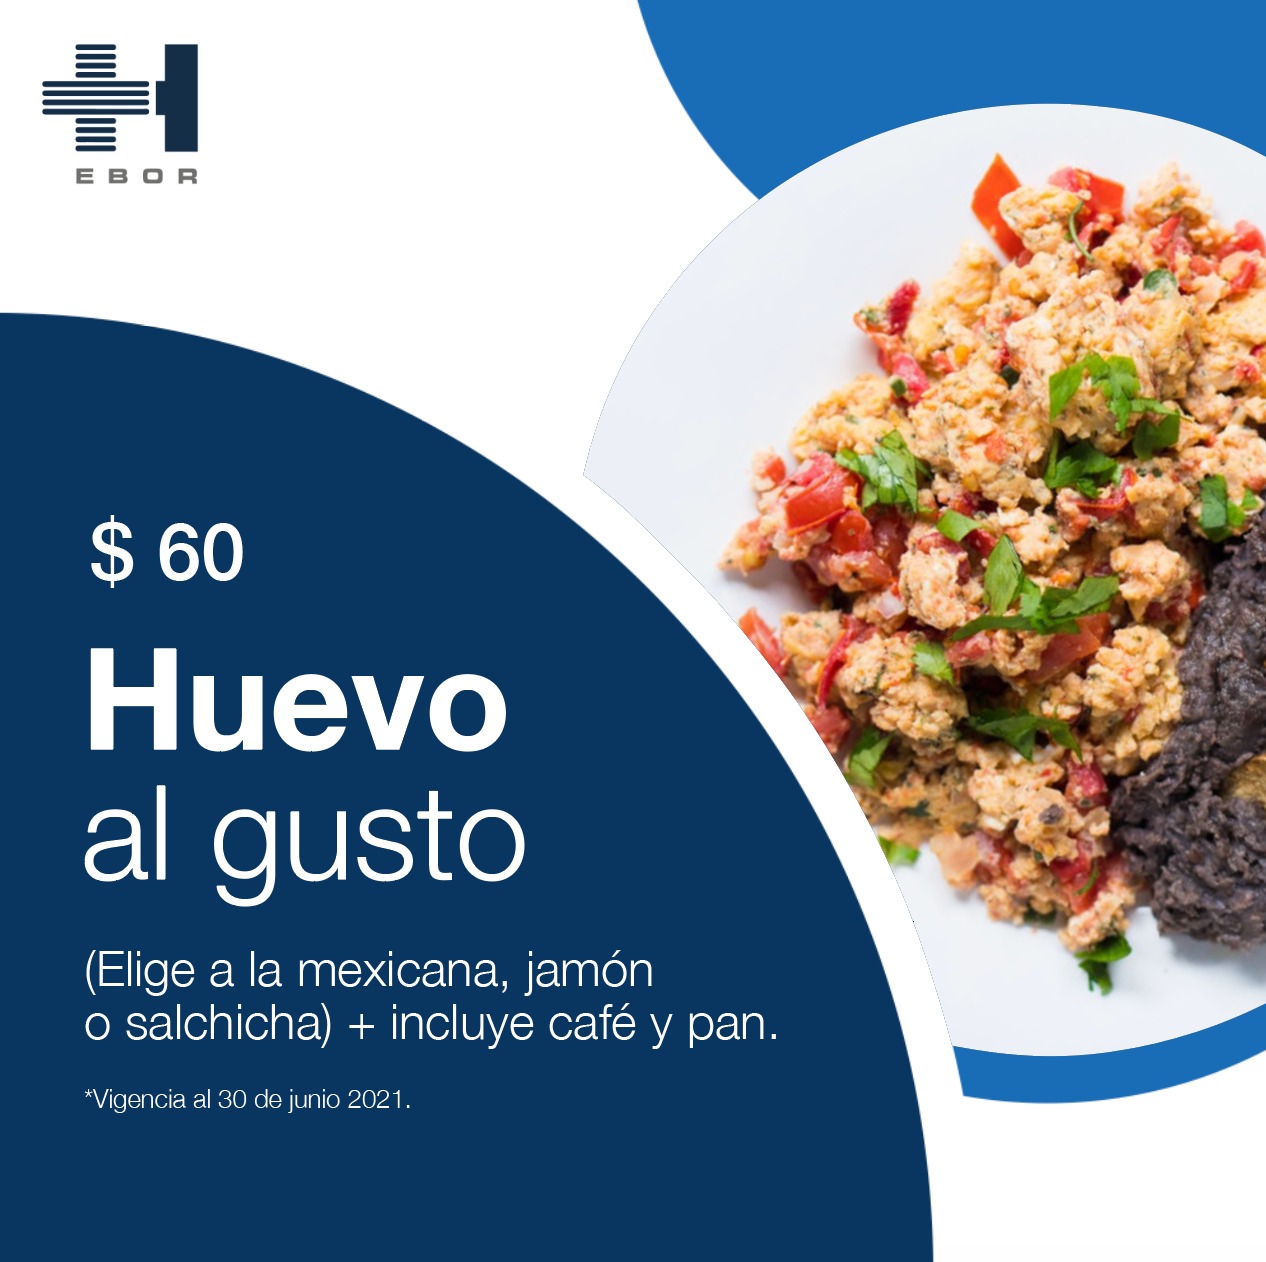 EBOR
$ 60
Huevo
al gusto
(Elige a la mexicana, jamón
o salchicha) + incluye café y pan.
*Vigencia al 30 de junio 2021.